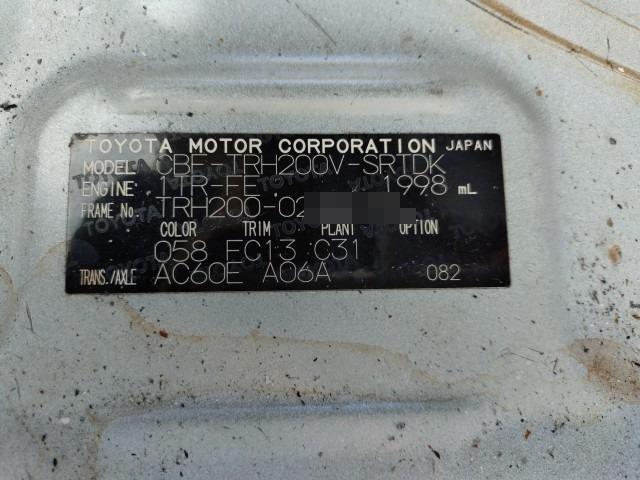 TOYOTA MOTOR CORPORATION JAPAN
MODEL CBF-TRH200V-SRTDK
ENGINE 1TR-FE 1998 mL
FRAME No. TRH200-02
COLOR TRIM PLANT OPTION
058 FC13 C31
TRANS./AXLE AC60E A06A 082